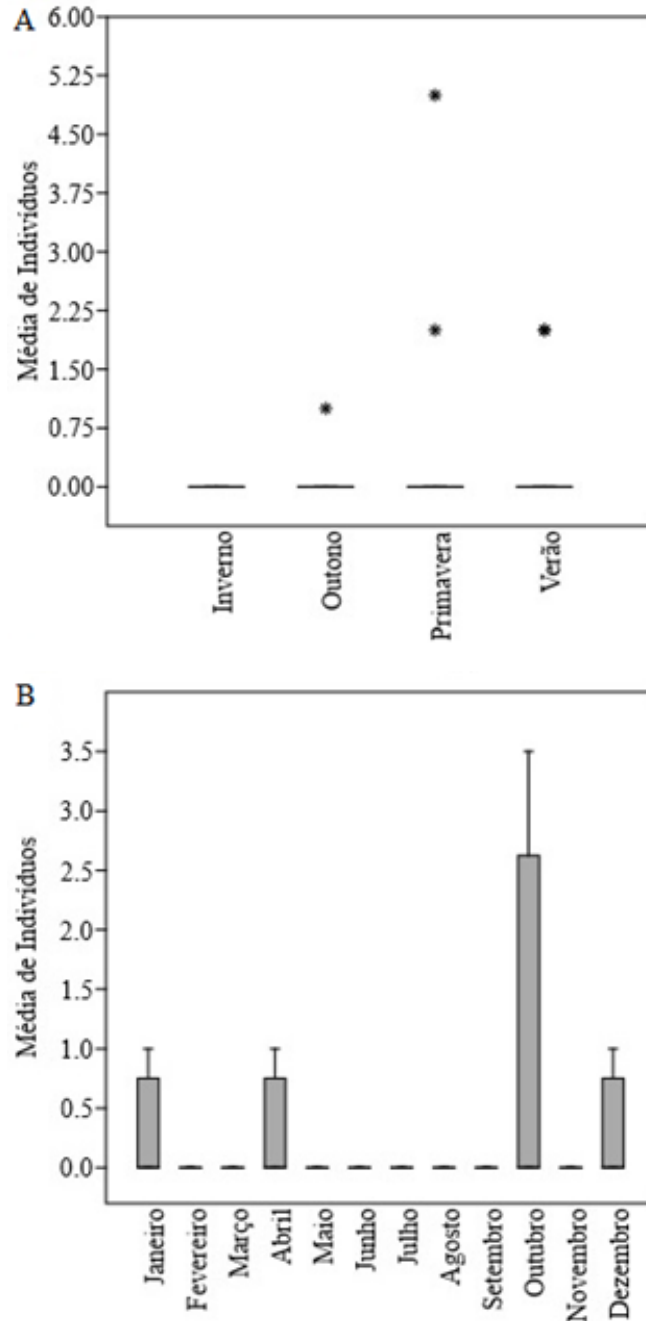 A
Média de Indivíduos
6.00
5.25
4.50
3.75
3.00
2.25
1.50
0.75
0.00
Inverno
Outono
Primavera
Verão
B
Média de Indivíduos
3.5
3.0
2.5
2.0
1.5
1.0
0.5
0.0
Janeiro
Fevereiro
Março
Abril
Maio
Junho
Julho
Agosto
Setembro
Outubro
Novembro
Dezembro